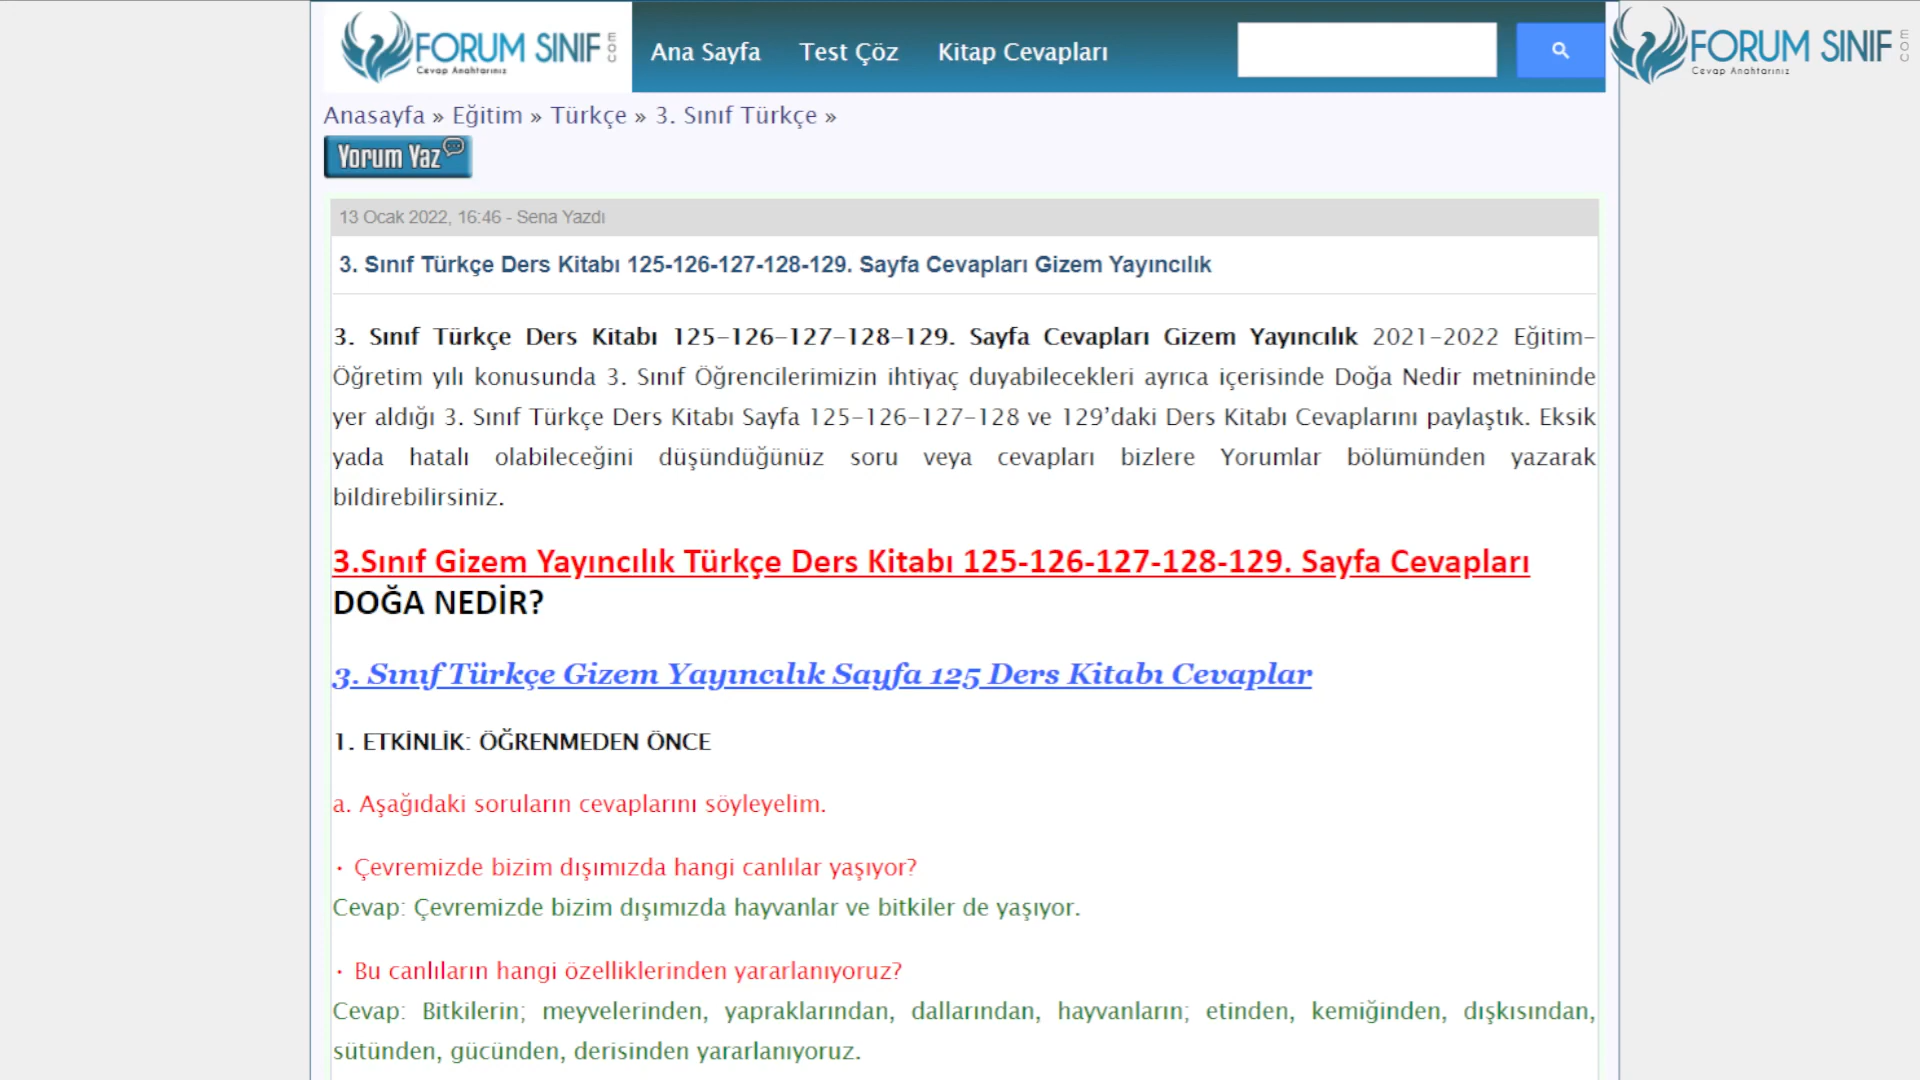 FORUM SINIF .COM
Cevap Anahtarınız
Ana Sayfa Test Çöz Kitap Cevapları
FORUM SINIF .COM
Cevap Anahtarınız
Anasayfa » Eğitim » Türkçe » 3. Sınıf Türkçe »
Yorum Yaz
13 Ocak 2022, 16:46 - Sena Yazdı
3. Sınıf Türkçe Ders Kitabı 125-126-127-128-129. Sayfa Cevapları Gizem Yayıncılık
3. Sınıf Türkçe Ders Kitabı 125-126-127-128-129. Sayfa Cevapları Gizem Yayıncılık 2021-2022 Eğitim-
Öğretim yılı konusunda 3. Sınıf Öğrencilerimizin ihtiyaç duyabilecekleri ayrıca içerisinde Doğa Nedir metnininde
yer aldığı 3. Sınıf Türkçe Ders Kitabı Sayfa 125-126-127-128 ve 129’daki Ders Kitabı Cevaplarını paylaştık. Eksik
yada hatalı olabileceğini düşündüğünüz soru veya cevapları bizlere Yorumlar bölümünden yazarak
bildirebilirsiniz.
3.Sınıf Gizem Yayıncılık Türkçe Ders Kitabı 125-126-127-128-129. Sayfa Cevapları
DOĞA NEDİR?
3. Sınıf Türkçe Gizem Yayıncılık Sayfa 125 Ders Kitabı Cevaplar
1. ETKİNLİK: ÖĞRENMEDEN ÖNCE
a. Aşağıdaki soruların cevaplarını söyleyelim.
• Çevremizde bizim dışımızda hangi canlılar yaşıyor?
Cevap: Çevremizde bizim dışımızda hayvanlar ve bitkiler de yaşıyor.
• Bu canlıların hangi özelliklerinden yararlanıyoruz?
Cevap: Bitkilerin; meyvelerinden, yapraklarından, dallarından, hayvanların; etinden, kemiğinden, dışkısından,
sütünden, gücünden, derisinden yararlanıyoruz.